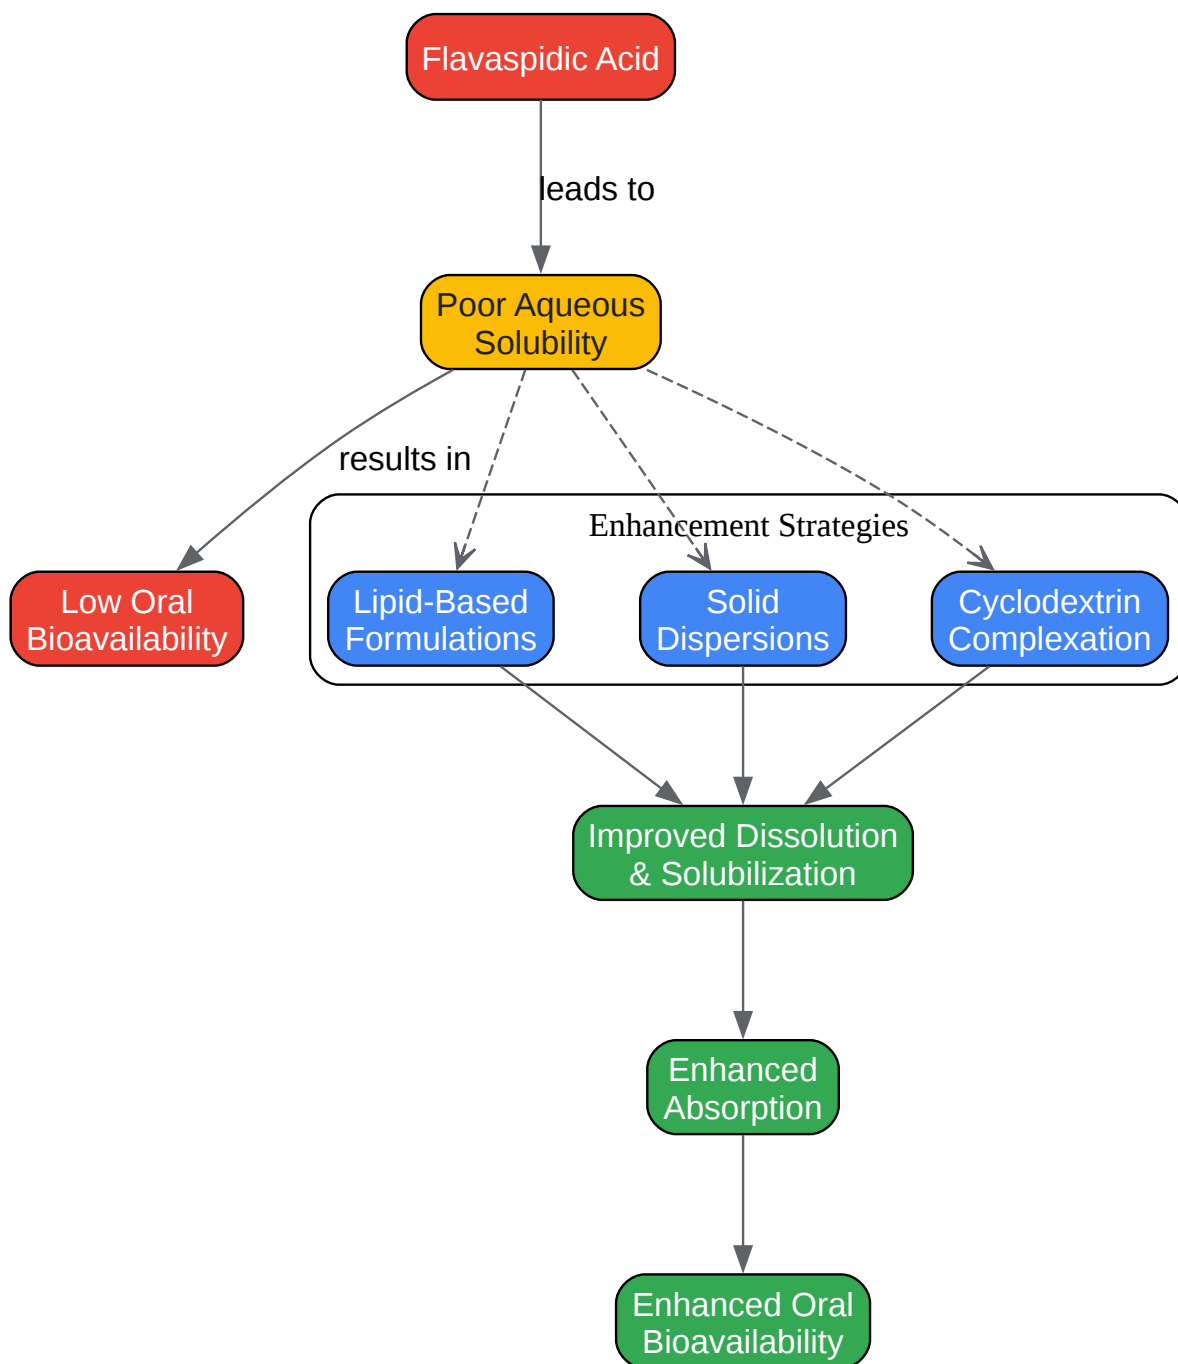 Flavaspidic Acid
leads to
Poor Aqueous
Solubility
results in
Enhancement Strategies
Low Oral
Bioavailability
Lipid-Based
Formulations
Solid
Dispersions
Cyclodextrin
Complexation
Improved Dissolution
& Solubilization
Enhanced
Absorption
Enhanced Oral
Bioavailability